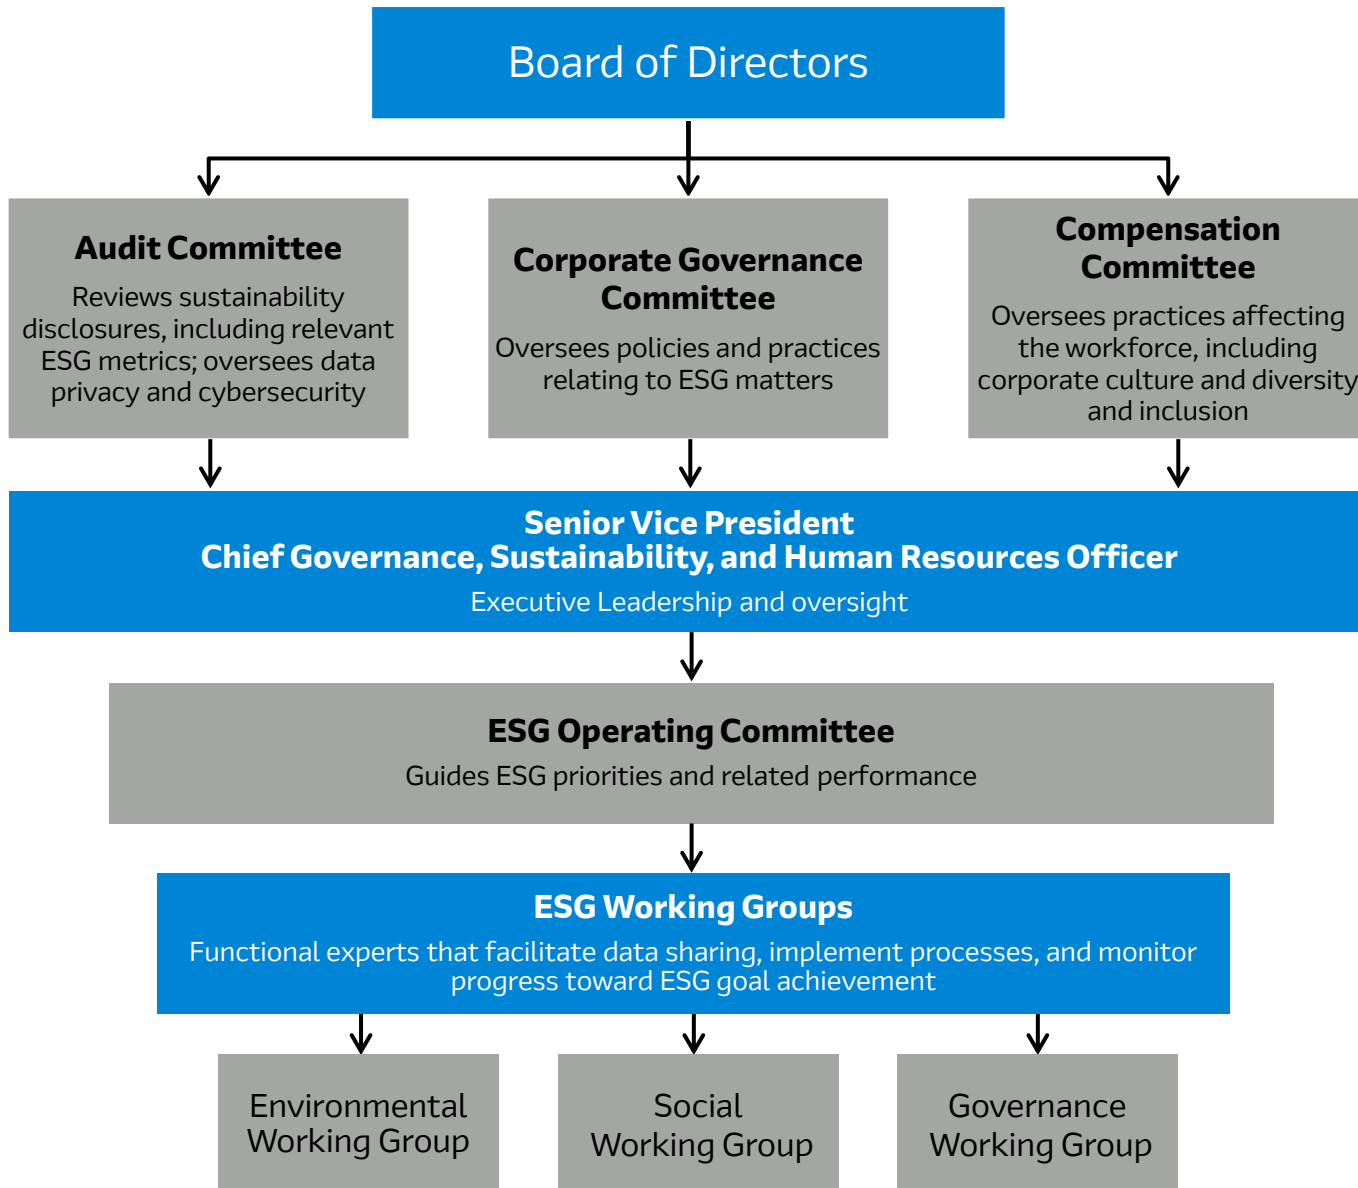 Board of Directors
Audit Committee
Reviews sustainability
disclosures, including relevant
ESG metrics; oversees data
privacy and cybersecurity
Corporate Governance
Committee
Oversees policies and practices
relating to ESG matters
Compensation
Committee
Oversees practices affecting
the workforce, including
corporate culture and diversity
and inclusion
Senior Vice President
Chief Governance, Sustainability, and Human Resources Officer
Executive Leadership and oversight
ESG Operating Committee
Guides ESG priorities and related performance
ESG Working Groups
Functional experts that facilitate data sharing, implement processes, and monitor
progress toward ESG goal achievement
Environmental
Working Group
Social
Working Group
Governance
Working Group